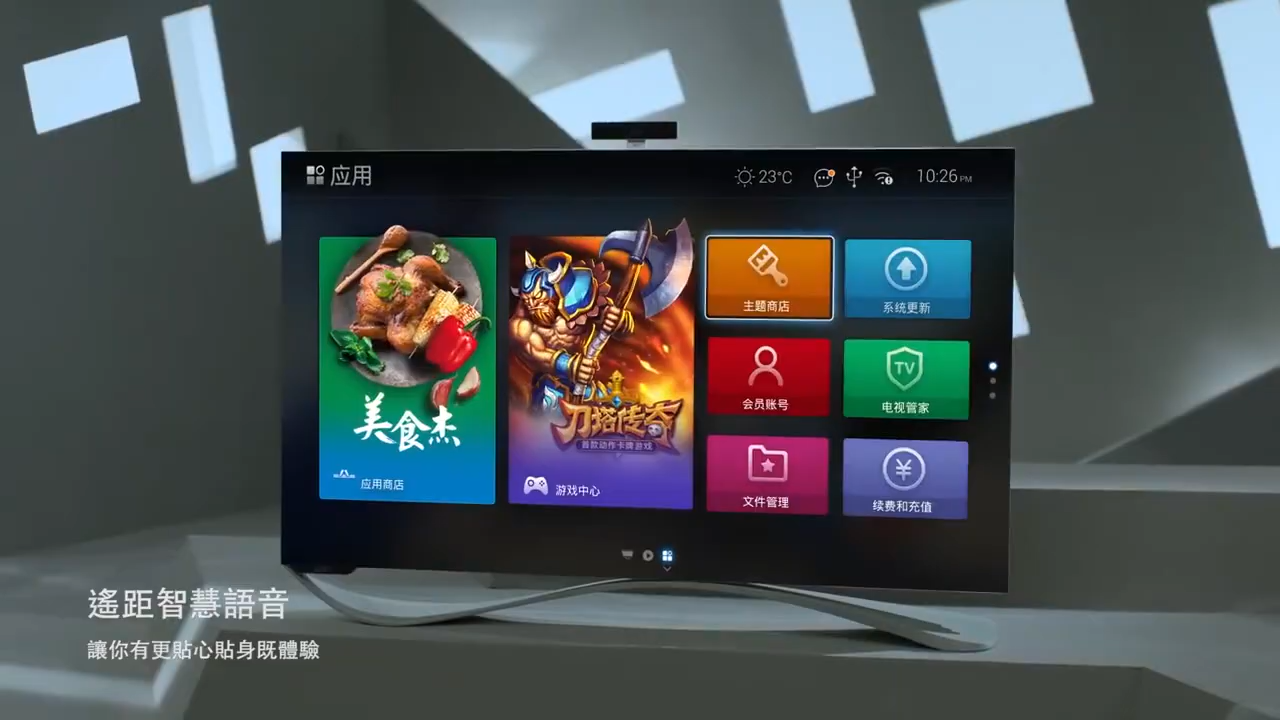 应用
23°C
10:26 PM
美食杰
应用商店
刀塔传奇
首款动作卡牌游戏
游戏中心
主题商店
系统更新
会员账号
TV
电视管家
文件管理
¥
续费和充值
遙距智慧語音
讓你有更貼心貼身既體驗